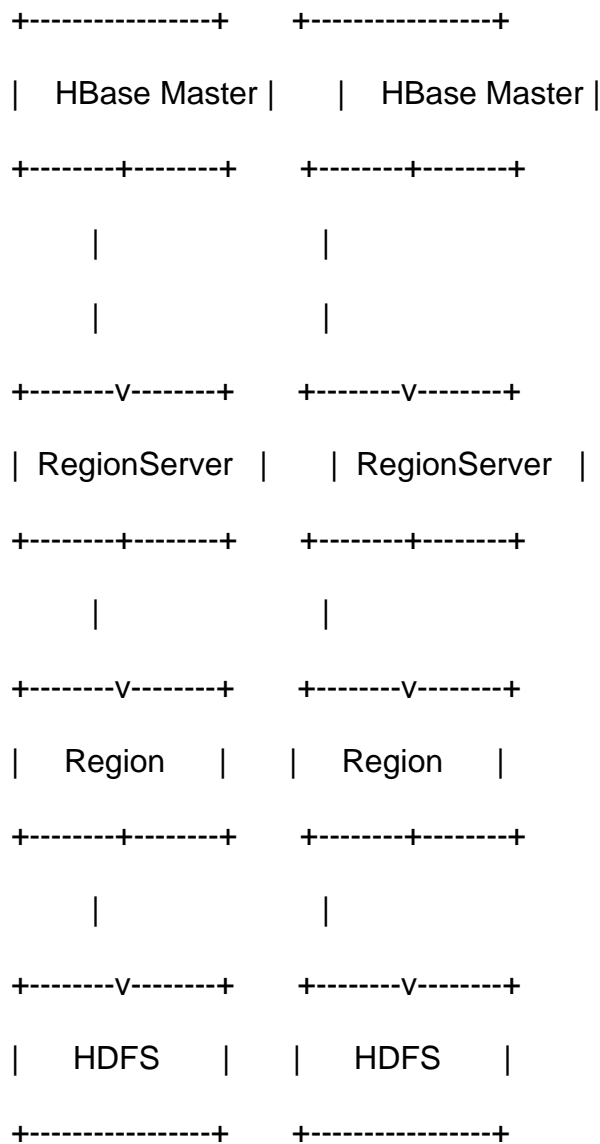 +-----------------+ +-----------------+
| HBase Master | | HBase Master |
+--------+--------+ +--------+--------+
| |
| |
+--------v--------+ +--------v--------+
| RegionServer | | RegionServer |
+--------+--------+ +--------+--------+
| |
+--------v--------+ +--------v--------+
| Region | | Region |
+--------+--------+ +--------+--------+
| |
+--------v--------+ +--------v--------+
| HDFS | | HDFS |
+-----------------+ +-----------------+